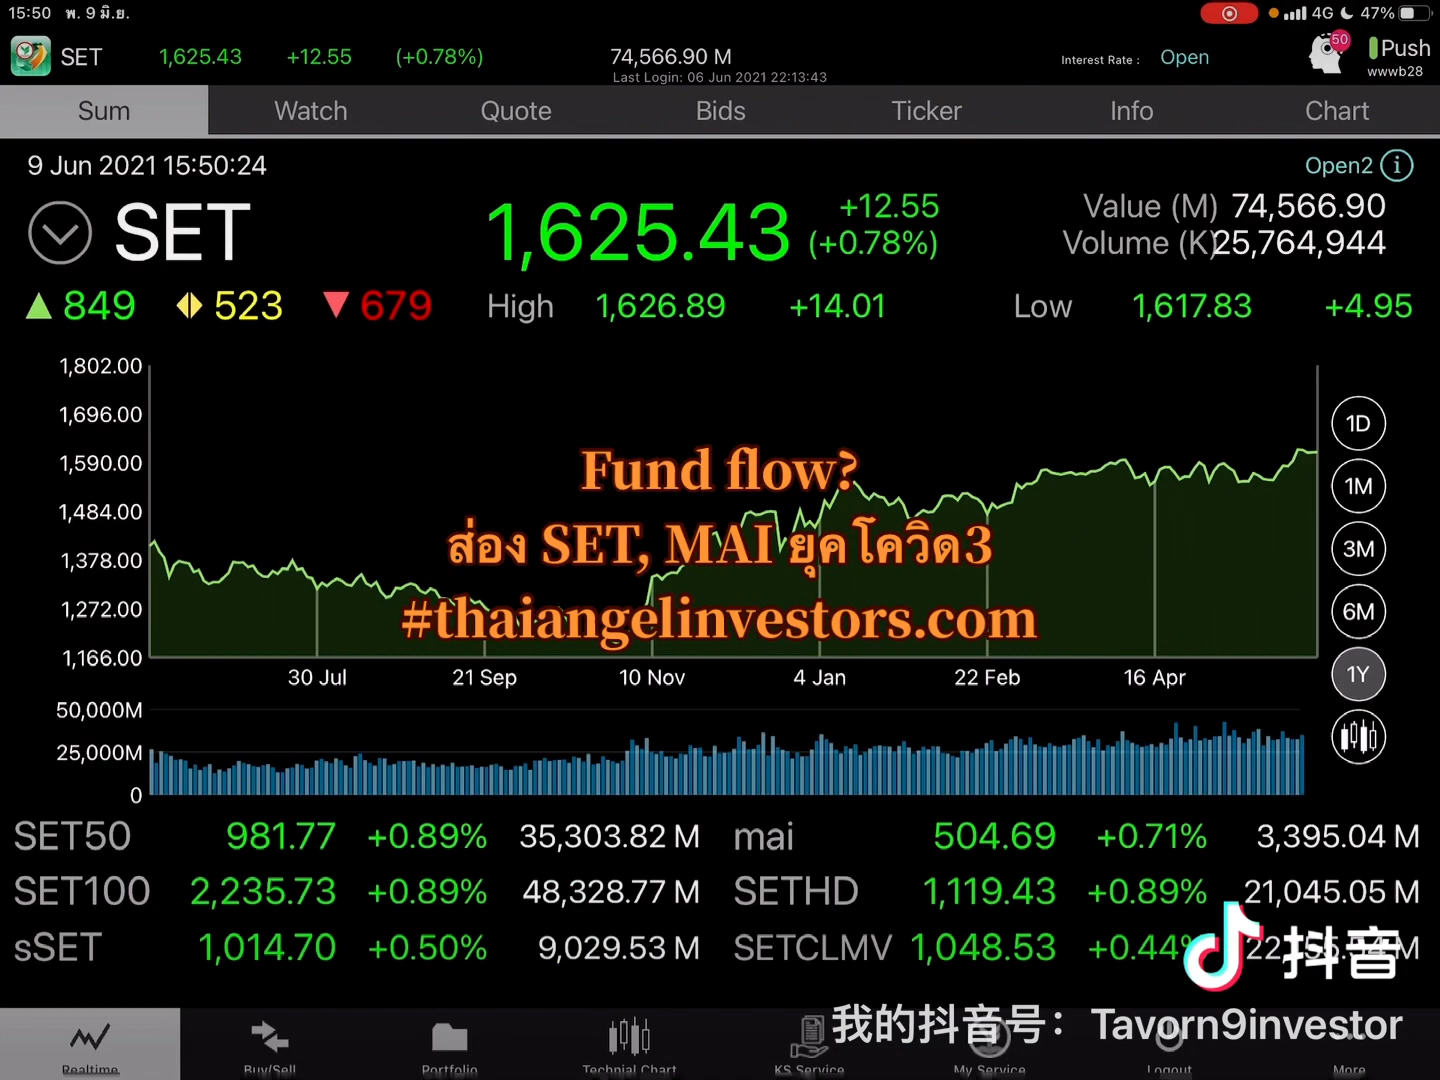 15:50 พ. 9 มิ.ย. 4G 47%
SET 1,625.43 +12.55 (+0.78%) 74,566.90 M Interest Rate : Open 50 Push
Last Login: 06 Jun 2021 22:13:43 wwwb28
Sum Watch Quote Bids Ticker Info Chart
9 Jun 2021 15:50:24 Open2
SET 1,625.43 +12.55 (+0.78%) Value (M) 74,566.90
Volume (K) 25,764,944
849 523 679 High 1,626.89 +14.01 Low 1,617.83 +4.95
1,802.00
1,696.00
1,590.00
1,484.00
1,378.00
1,272.00
1,166.00
Fund flow?
ส่อง SET, MAI ยุคโควิด3
#thaiangelinvestors.com
30 Jul 21 Sep 10 Nov 4 Jan 22 Feb 16 Apr
1D
1M
3M
6M
1Y
50,000M
25,000M
0
SET50 981.77 +0.89% 35,303.82 M mai 504.69 +0.71% 3,395.04 M
SET100 2,235.73 +0.89% 48,328.77 M SETHD 1,119.43 +0.89% 21,045.05 M
sSET 1,014.70 +0.50% 9,029.53 M SETCLMV 1,048.53 +0.44%
抖音
我的抖音号：Tavorn9investor
Realtime Buy/Sell Portfolio Technial Chart KS Service My Service Logout More